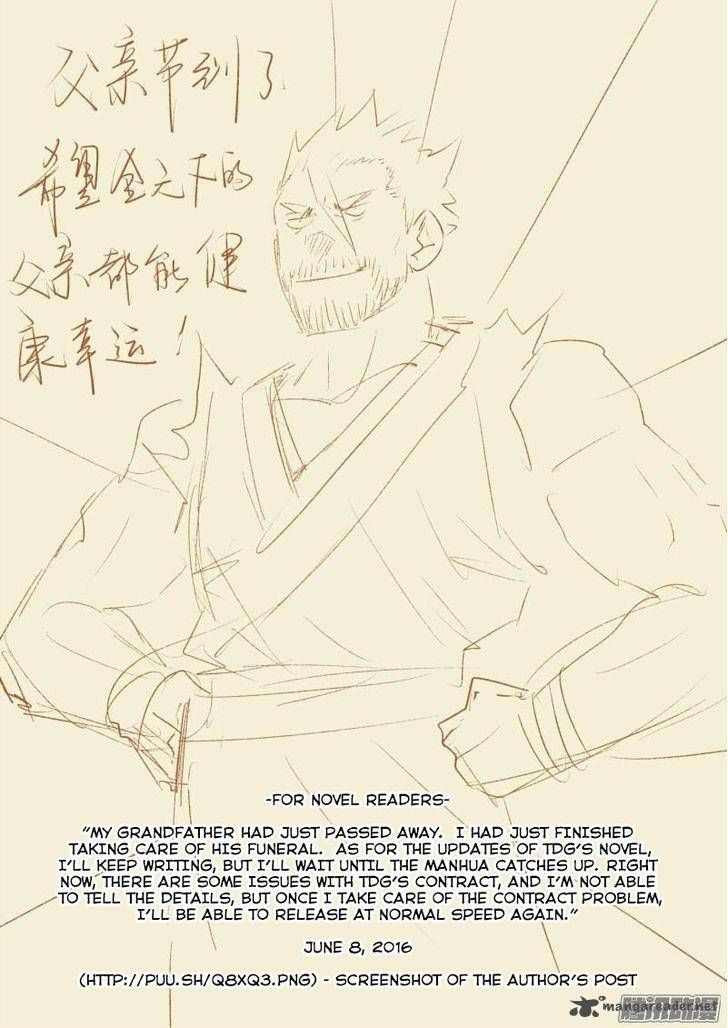 父亲节到了
希望全天下的
父亲都能健
康幸运!
-FOR NOVEL READERS-
"MY GRANDFATHER HAD JUST PASSED AWAY. I HAD JUST FINISHED
TAKING CARE OF HIS FUNERAL. AS FOR THE UPDATES OF TDG'S NOVEL,
I'LL KEEP WRITING, BUT I'LL WAIT UNTIL THE MANHUA CATCHES UP. RIGHT
NOW, THERE ARE SOME ISSUES WITH TDG'S CONTRACT, AND I'M NOT ABLE
TO TELL THE DETAILS, BUT ONCE I TAKE CARE OF THE CONTRACT PROBLEM,
I'LL BE ABLE TO RELEASE AT NORMAL SPEED AGAIN."
JUNE 8, 2016
(HTTP://PUU.SH/Q8XQ3.PNG) - SCREENSHOT OF THE AUTHOR'S POST
腾讯动漫
mangareader.net